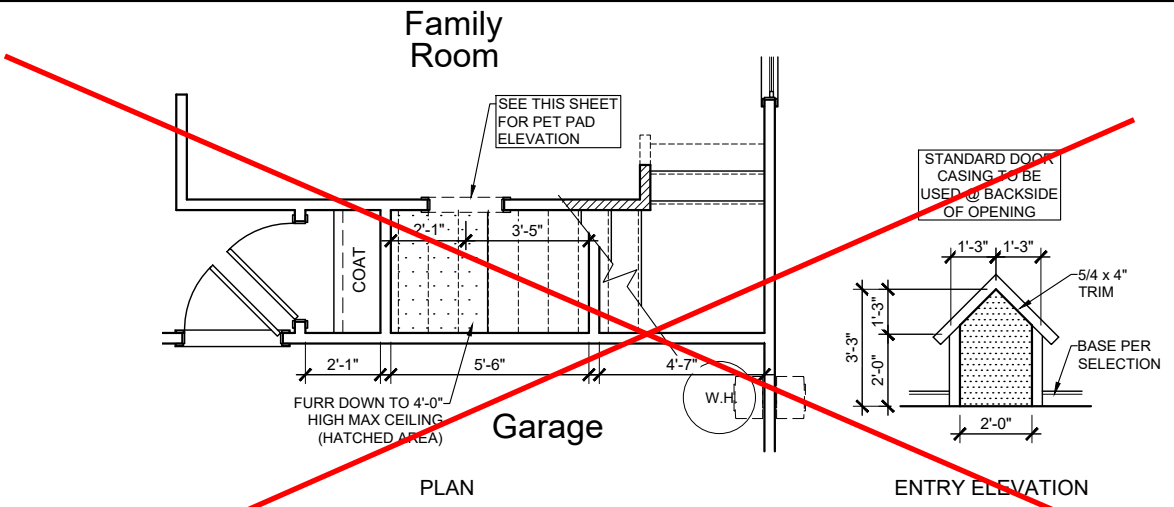 Family
Room
SEE THIS SHEET
FOR PET PAD
ELEVATION
STANDARD DOOR
CASING TO BE
USED @ BACKSIDE
OF OPENING
2'-1"
3'-5"
COAT
1'-3"
1'-3"
5/4 x 4"
TRIM
3'-3"
1'-3"
2'-0"
BASE PER
SELECTION
2'-1"
5'-6"
4'-7"
FURR DOWN TO 4'-0"
HIGH MAX CEILING
(HATCHED AREA)
Garage
W.H.
2'-0"
PLAN
ENTRY ELEVATION